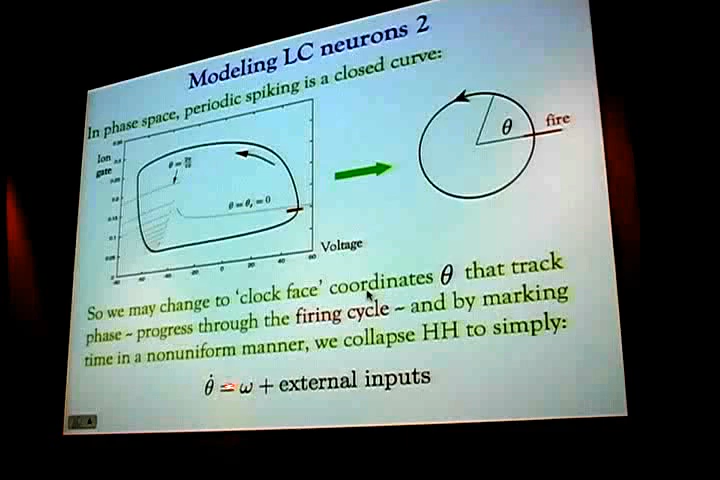 Modeling LC neurons 2
In phase space, periodic spiking is a closed curve:
Ion
gate
θ = θₛ = 0
Voltage
θ
fire
So we may change to 'clock face' coordinates θ that track
phase – progress through the firing cycle – and by marking
time in a nonuniform manner, we collapse HH to simply:
θ̇ = ω + external inputs